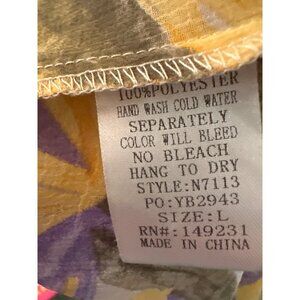 100%POLYESTER
HAND WASH COLD WATER
SEPARATELY
COLOR WILL BLEED
NO BLEACH
HANG TO DRY
STYLE:N7113
PO:YB2943
SIZE:L
RN#:149231
MADE IN CHINA